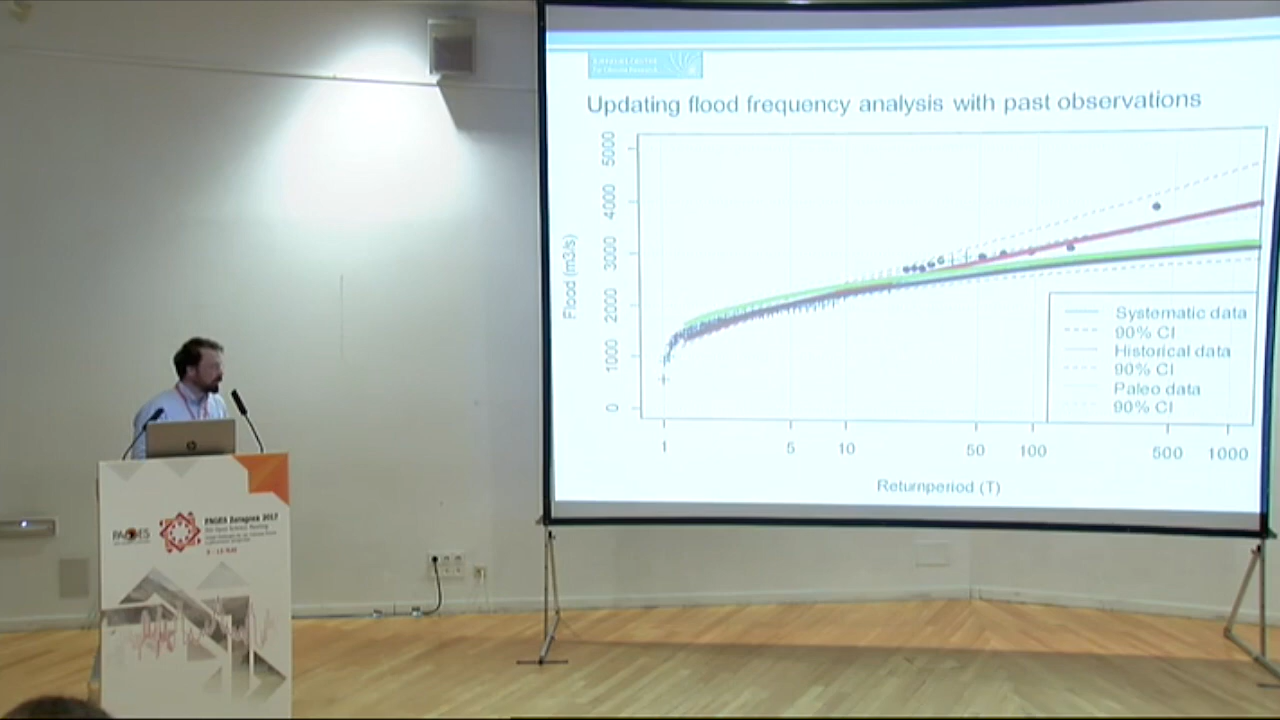 Updating flood frequency analysis with past observations
Flood (m3/s)
5000
4000
3000
2000
1000
0
1
5
10
50
100
500
1000
Returnperiod (T)
Systematic data
90% CI
Historical data
90% CI
Paleo data
90% CI
hp
PAGES
PAGES Zaragoza 2017